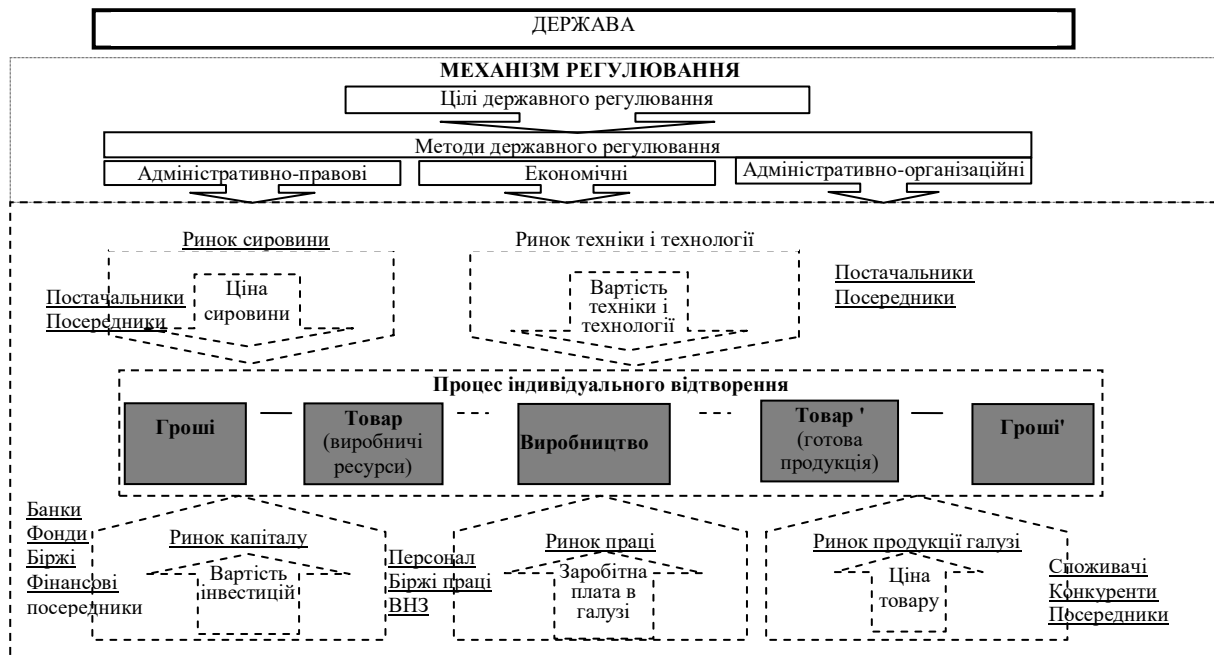 ДЕРЖАВА
МЕХАНІЗМ РЕГУЛЮВАННЯ
Цілі державного регулювання
Методи державного регулювання
Адміністративно-правові
Економічні
Адміністративно-організаційні
Ринок сировини
Ринок техніки і технології
Постачальники
Посередники
Ціна
сировини
Вартість
техніки і
технології
Постачальники
Посередники
Процес індивідуального відтворення
Гроші
Товар
(виробничі
ресурси)
Виробництво
Товар '
(готова
продукція)
Гроші'
Банки
Фонди
Біржі
Фінансові
посередники
Ринок капіталу
Вартість
інвестицій
Персонал
Біржі праці
ВНЗ
Ринок праці
Заробітна
плата в
галузі
Ринок продукції галузі
Ціна
товару
Споживачі
Конкуренти
Посередники